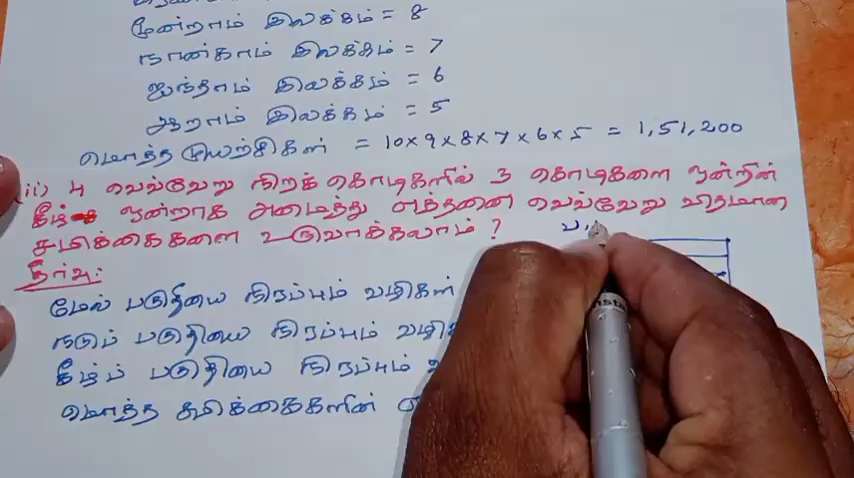 மூன்றாம் இலக்கம் = 8
நான்காம் இலக்கம் = 7
ஐந்தாம் இலக்கம் = 6
ஆறாம் இலக்கம் = 5
மொத்த முயற்சிகள் = 10×9×8×7×6×5 = 1,51,200
(ii) 4 வெவ்வேறு நிறக் கொடிகளில் 3 கொடிகளை ஒன்றின்
கீழ் ஒன்றாக அமைத்து எத்தனை வெவ்வேறு விதமான
சமிக்கைகளை உருவாக்கலாம் ?
தீர்வு:
மேல் பகுதியை நிரப்பும் வழிகள்
நடுப் பகுதியை நிரப்பும்
கீழ்ப் பகுதியை நிரப்பும்
மொத்த சமிக்கைகளின்